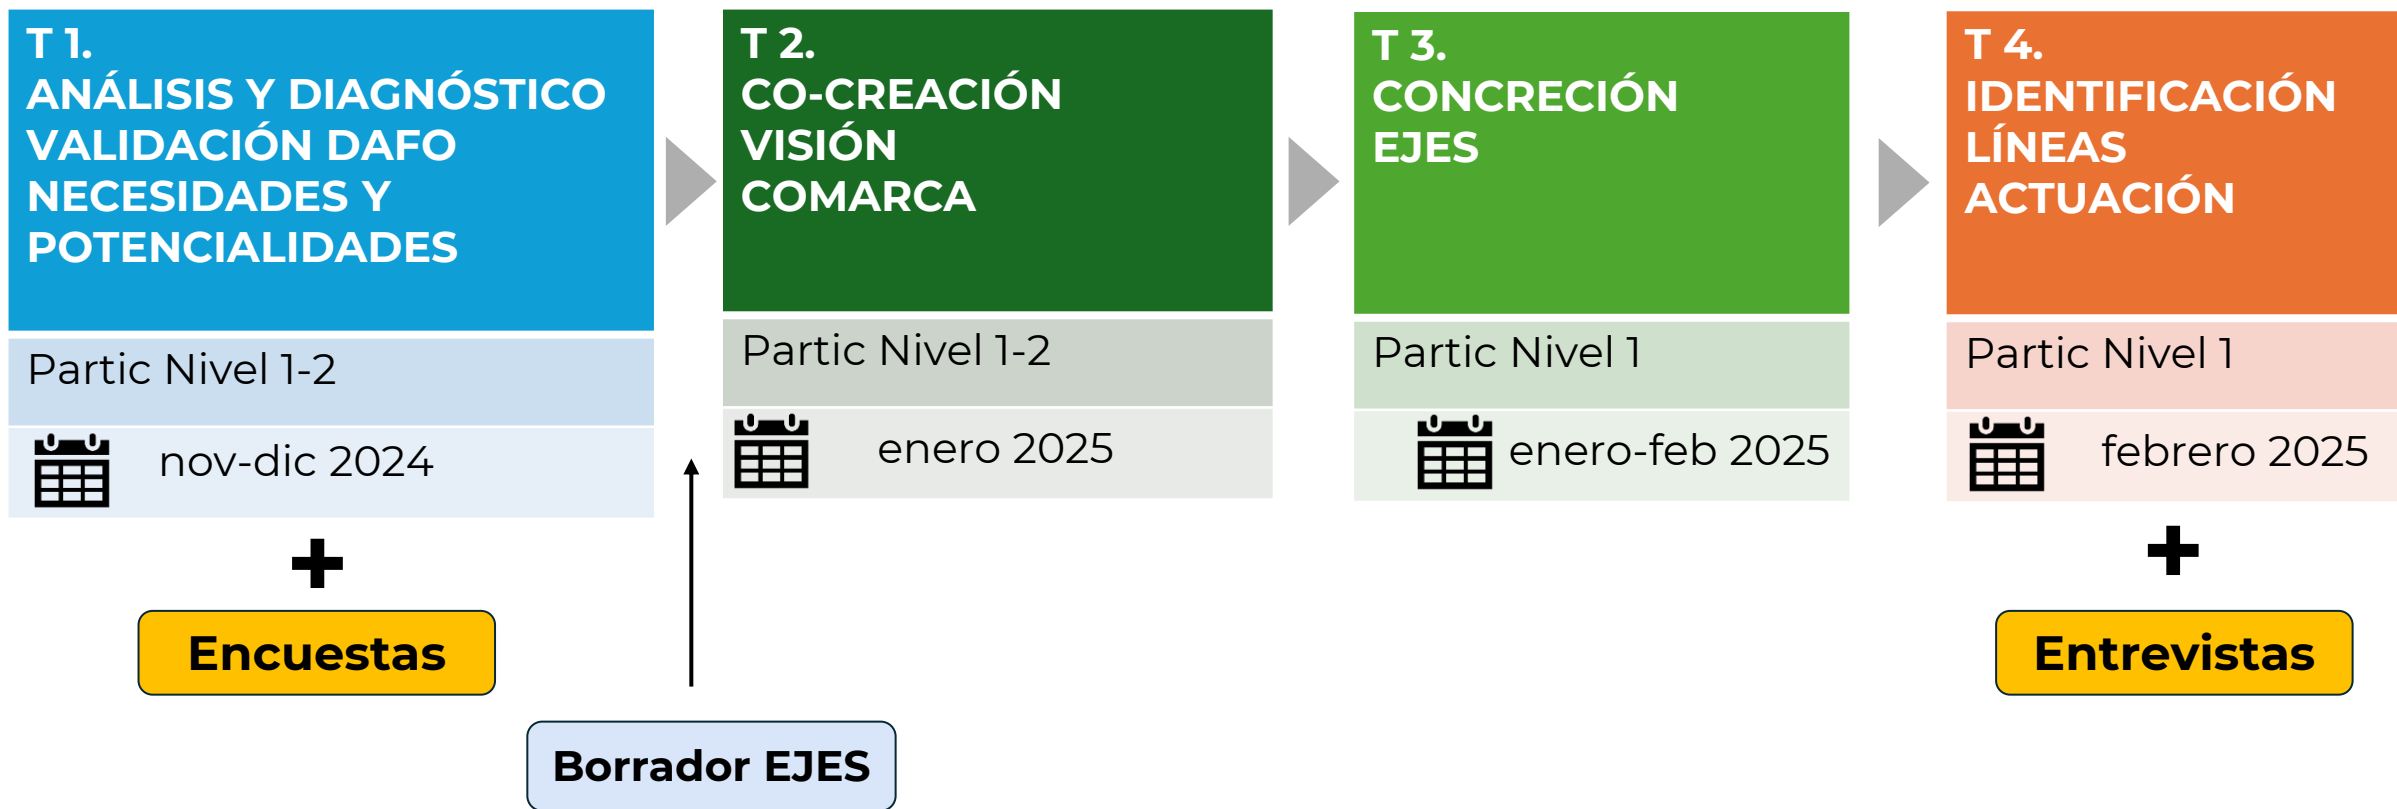 T 1.
ANÁLISIS Y DIAGNÓSTICO
VALIDACIÓN DAFO
NECESIDADES Y
POTENCIALIDADES
Partic Nivel 1-2
nov-dic 2024
+
Encuestas
Borrador EJES
T 2.
CO-CREACIÓN
VISIÓN
COMARCA
Partic Nivel 1-2
enero 2025
T 3.
CONCRECIÓN
EJES
Partic Nivel 1
enero-feb 2025
T 4.
IDENTIFICACIÓN
LÍNEAS
ACTUACIÓN
Partic Nivel 1
febrero 2025
+
Entrevistas